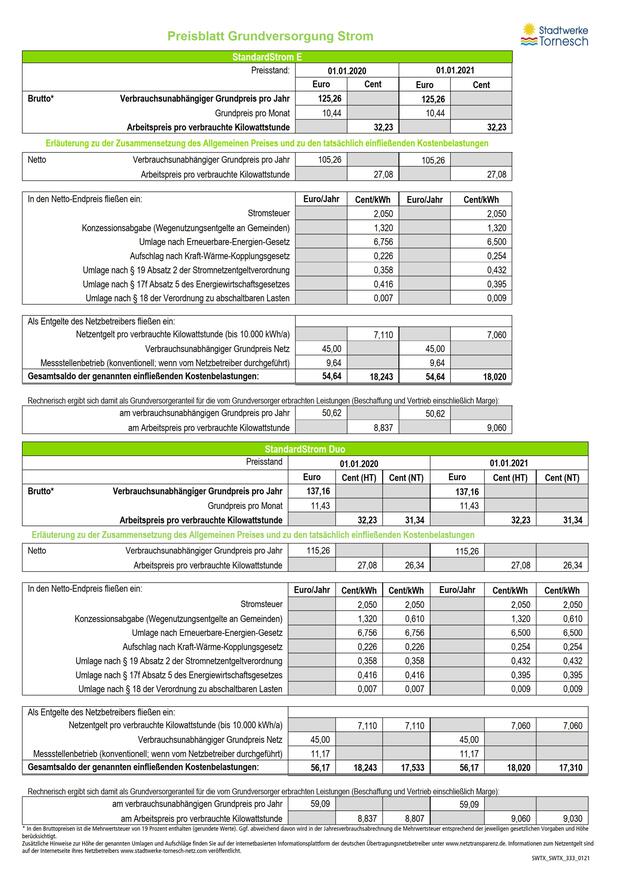 Preisblatt Grundversorgung Strom
Stadtwerke
Tornesch
StandardStrom E
Preisstand: 01.01.2020 01.01.2021
Euro Cent Euro Cent
Brutto* Verbrauchsunabhängiger Grundpreis pro Jahr 125,26 125,26
Grundpreis pro Monat 10,44 10,44
Arbeitspreis pro verbrauchte Kilowattstunde 32,23 32,23
Erläuterung zu der Zusammensetzung des Allgemeinen Preises und zu den tatsächlich einfließenden Kostenbelastungen
Netto Verbrauchsunabhängiger Grundpreis pro Jahr 105,26 105,26
Arbeitspreis pro verbrauchte Kilowattstunde 27,08 27,08
In den Netto-Endpreis fließen ein: Euro/Jahr Cent/kWh Euro/Jahr Cent/kWh
Stromsteuer 2,050 2,050
Konzessionsabgabe (Wegenutzungsentgelte an Gemeinden) 1,320 1,320
Umlage nach Erneuerbare-Energien-Gesetz 6,756 6,500
Aufschlag nach Kraft-Wärme-Kopplungsgesetz 0,226 0,254
Umlage nach § 19 Absatz 2 der Stromnetzentgeltverordnung 0,358 0,432
Umlage nach § 17f Absatz 5 des Energiewirtschaftsgesetzes 0,416 0,395
Umlage nach § 18 der Verordnung zu abschaltbaren Lasten 0,007 0,009
Als Entgelte des Netzbetreibers fließen ein:
Netzentgelt pro verbrauchte Kilowattstunde (bis 10.000 kWh/a) 7,110 7,060
Verbrauchsunabhängiger Grundpreis Netz 45,00 45,00
Messstellenbetrieb (konventionell; wenn vom Netzbetreiber durchgeführt) 9,64 9,64
Gesamtsaldo der genannten einfließenden Kostenbelastungen: 54,64 18,243 54,64 18,020
Rechnerisch ergibt sich damit als Grundversorgeranteil für die vom Grundversorger erbrachten Leistungen (Beschaffung und Vertrieb einschließlich Marge):
am verbrauchsunabhängigen Grundpreis pro Jahr 50,62 50,62
am Arbeitspreis pro verbrauchte Kilowattstunde 8,837 9,060
StandardStrom Duo
Preisstand 01.01.2020 01.01.2021
Euro Cent (HT) Cent (NT) Euro Cent (HT) Cent (NT)
Brutto* Verbrauchsunabhängiger Grundpreis pro Jahr 137,16 137,16
Grundpreis pro Monat 11,43 11,43
Arbeitspreis pro verbrauchte Kilowattstunde 32,23 31,34 32,23 31,34
Erläuterung zu der Zusammensetzung des Allgemeinen Preises und zu den tatsächlich einfließenden Kostenbelastungen
Netto Verbrauchsunabhängiger Grundpreis pro Jahr 115,26 115,26
Arbeitspreis pro verbrauchte Kilowattstunde 27,08 26,34 27,08 26,34
In den Netto-Endpreis fließen ein: Euro/Jahr Cent/kWh Cent/kWh Euro/Jahr Cent/kWh Cent/kWh
Stromsteuer 2,050 2,050 2,050 2,050
Konzessionsabgabe (Wegenutzungsentgelte an Gemeinden) 1,320 0,610 1,320 0,610
Umlage nach Erneuerbare-Energien-Gesetz 6,756 6,756 6,500 6,500
Aufschlag nach Kraft-Wärme-Kopplungsgesetz 0,226 0,226 0,254 0,254
Umlage nach § 19 Absatz 2 der Stromnetzentgeltverordnung 0,358 0,358 0,432 0,432
Umlage nach § 17f Absatz 5 des Energiewirtschaftsgesetzes 0,416 0,416 0,395 0,395
Umlage nach § 18 der Verordnung zu abschaltbaren Lasten 0,007 0,007 0,009 0,009
Als Entgelte des Netzbetreibers fließen ein:
Netzentgelt pro verbrauchte Kilowattstunde (bis 10.000 kWh/a) 7,110 7,110 7,060 7,060
Verbrauchsunabhängiger Grundpreis Netz 45,00 45,00
Messstellenbetrieb (konventionell; wenn vom Netzbetreiber durchgeführt) 11,17 11,17
Gesamtsaldo der genannten einfließenden Kostenbelastungen: 56,17 18,243 17,533 56,17 18,020 17,310
Rechnerisch ergibt sich damit als Grundversorgeranteil für die vom Grundversorger erbrachten Leistungen (Beschaffung und Vertrieb einschließlich Marge):
am verbrauchsunabhängigen Grundpreis pro Jahr 59,09 59,09
am Arbeitspreis pro verbrauchte Kilowattstunde 8,837 8,807 9,060 9,030
* In den Bruttopreisen ist die Mehrwertsteuer von 19 Prozent enthalten (gerundete Werte). Ggf. abweichend davon wird in der Jahresverbrauchsabrechnung die Mehrwertsteuer entsprechend der jeweiligen gesetzlichen Vorgaben und Höhe
berücksichtigt.
Zusätzliche Hinweise zur Höhe der genannten Umlagen und Aufschläge finden Sie auf der internetbasierten Informationsplattform der deutschen Übertragungsnetzbetreiber unter www.netztransparenz.de. Informationen zum Netzentgelt sind
auf der Internetseite Ihres Netzbetreibers www.stadtwerke-tornesch-netz.com veröffentlicht.
SWTX_SWTX_333_0121